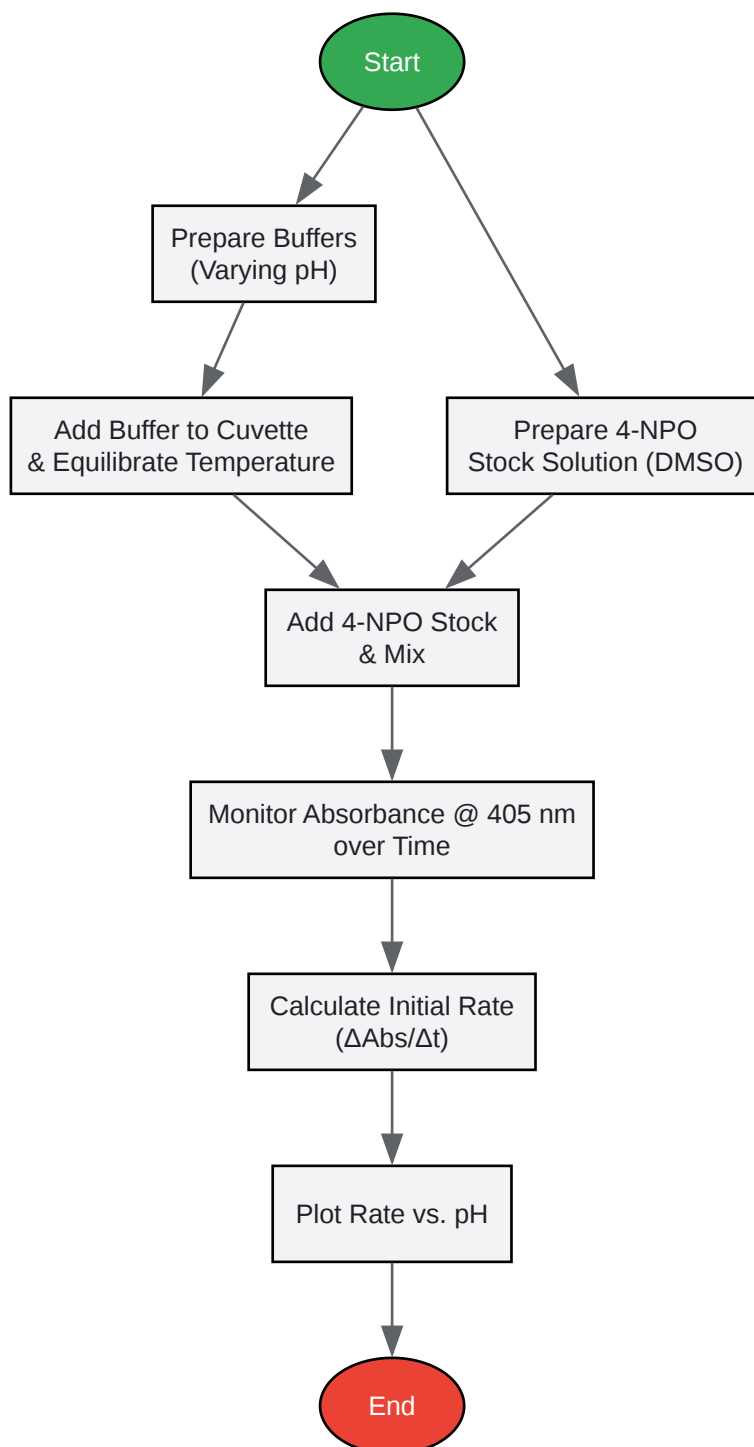 Start
Prepare Buffers
(Varying pH)
Add Buffer to Cuvette
& Equilibrate Temperature
Prepare 4-NPO
Stock Solution (DMSO)
Add 4-NPO Stock
& Mix
Monitor Absorbance @ 405 nm
over Time
Calculate Initial Rate
(ΔAbs/Δt)
Plot Rate vs. pH
End